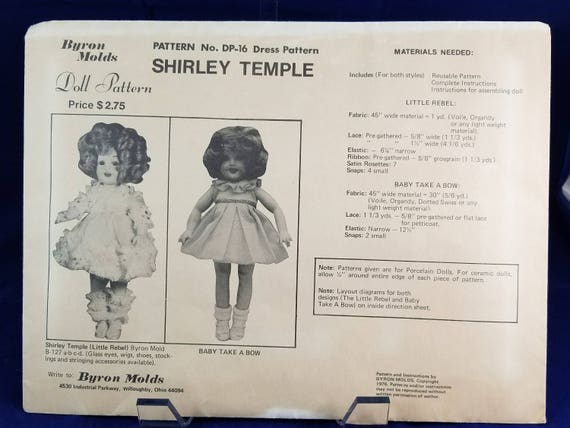 Byron Molds
Doll Pattern
Price $2.75
PATTERN No. DP-16 Dress Pattern
SHIRLEY TEMPLE
Shirley Temple (Little Rebel) Byron Mold
B-127 a-b-c-d. (Glass eyes, wigs, shoes, stock-
ings and stringing accessories available).
BABY TAKE A BOW
Write to: Byron Molds
4530 Industrial Parkway, Willoughby, Ohio 44094
MATERIALS NEEDED:
Includes (For both styles) Reusable Pattern
Complete Instructions
Instructions for assembling doll
LITTLE REBEL:
Fabric: 45" wide material = 1 yd. (Voile, Organdy
or any light weight
material)
Lace: Pre-gathered — 5/8" wide (1 1/3 yds.)
" " 1½" wide (4 1/6 yds.)
Elastic: — 6¼" narrow
Ribbon: Pre-gathered — 5/8" grosgrain (1 1/3 yds.)
Satin Rosettes: 7
Snaps: 4 small
BABY TAKE A BOW:
Fabric: 45" wide material = 30" (5/6 yd.)
(Voile, Organdy, Dotted Swiss or any
light weight material)
Lace: 1 1/3 yds. — 5/8" pre-gathered or flat lace
for petticoat.
Elastic: Narrow — 12½"
Snaps: 2 small
Note: Patterns given are for Porcelain Dolls. For ceramic dolls,
allow ⅛" around entire edge of each piece of pattern.
Note: Layout diagrams for both
designs (The Little Rebel and Baby
Take A Bow) on inside direction sheet.
Pattern and Instructions by
BYRON MOLDS. Copyright
1976. Patterns and/or instructions
may not be reproduced without
written permission of author.